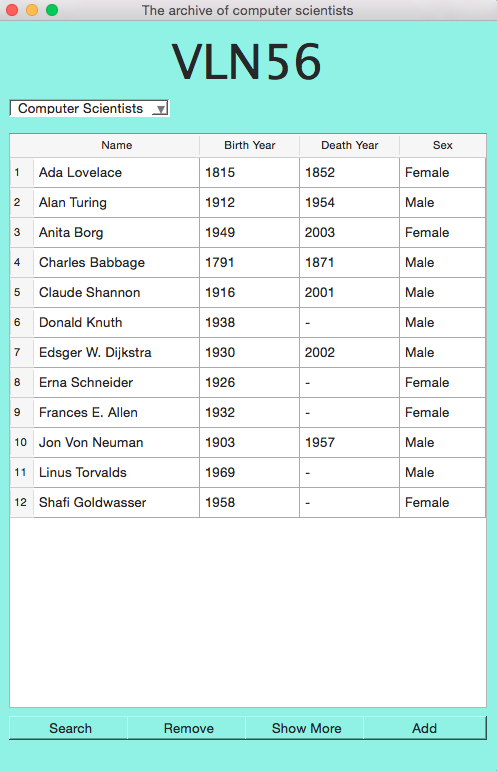 The archive of computer scientists
VLN56
Computer Scientists
Name Birth Year Death Year Sex
1 Ada Lovelace 1815 1852 Female
2 Alan Turing 1912 1954 Male
3 Anita Borg 1949 2003 Female
4 Charles Babbage 1791 1871 Male
5 Claude Shannon 1916 2001 Male
6 Donald Knuth 1938 - Male
7 Edsger W. Dijkstra 1930 2002 Male
8 Erna Schneider 1926 - Female
9 Frances E. Allen 1932 - Female
10 Jon Von Neuman 1903 1957 Male
11 Linus Torvalds 1969 - Male
12 Shafi Goldwasser 1958 - Female
Search Remove Show More Add